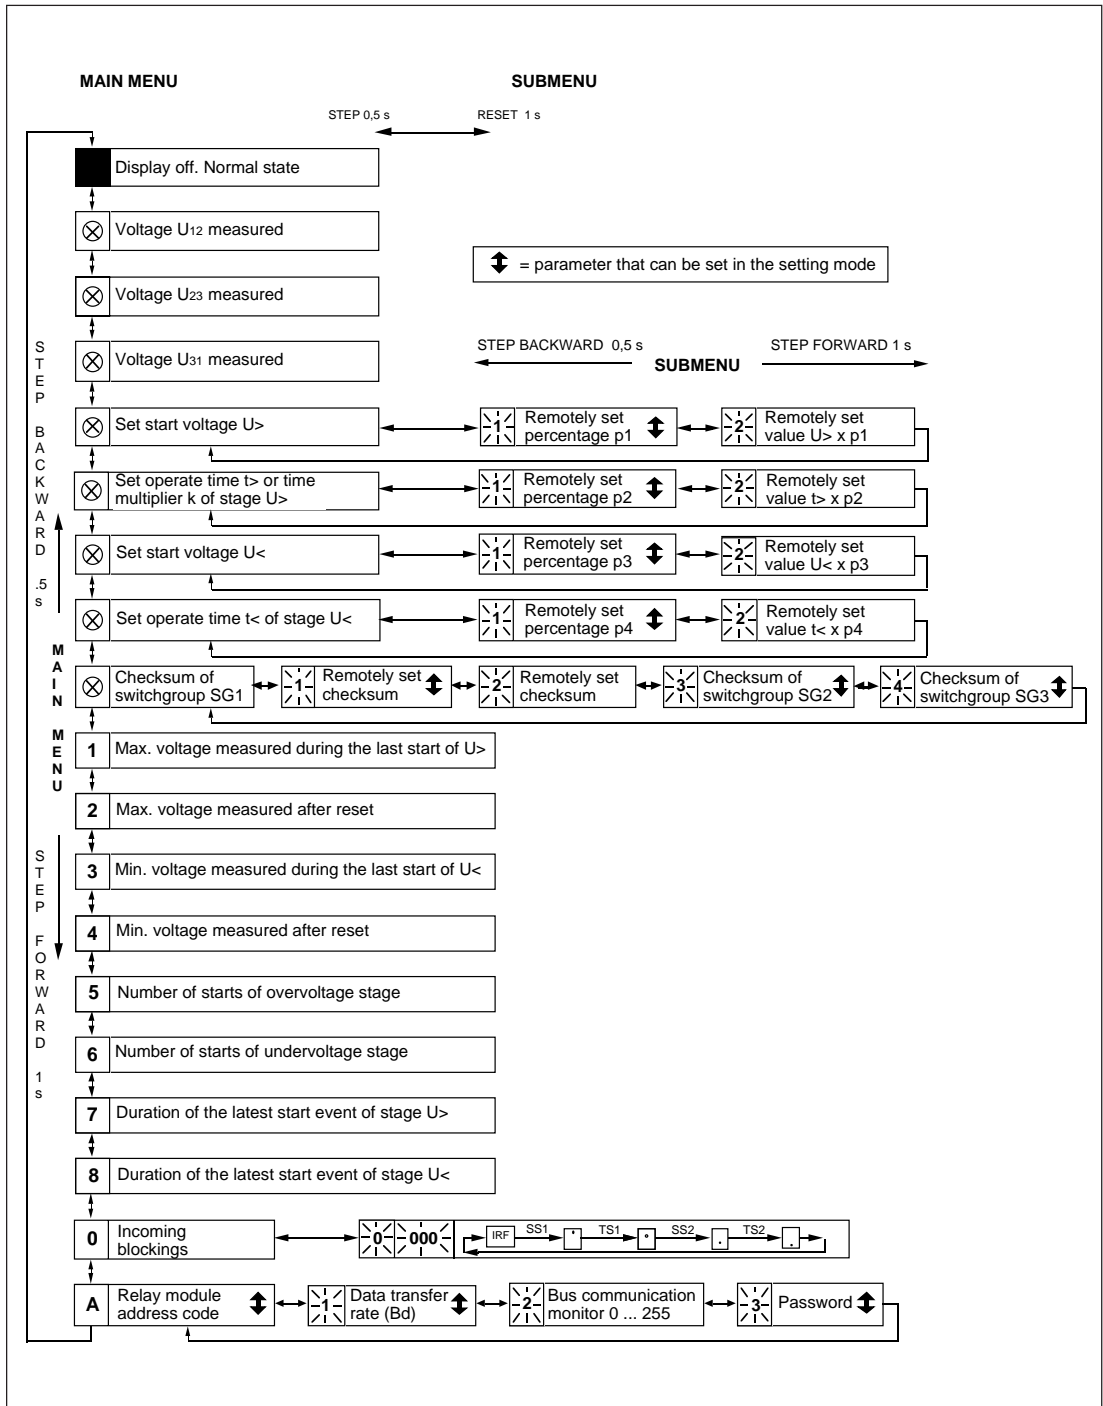 MAIN MENU
SUBMENU
STEP 0,5 s
RESET 1 s
Display off. Normal state
Voltage U12 measured
= parameter that can be set in the setting mode
Voltage U23 measured
Voltage U31 measured
STEP BACKWARD 0,5 s
SUBMENU
STEP FORWARD 1 s
Set start voltage U>
1
Remotely set
percentage p1
2
Remotely set
value U> x p1
Set operate time t> or time
multiplier k of stage U>
1
Remotely set
percentage p2
2
Remotely set
value t> x p2
Set start voltage U<
1
Remotely set
percentage p3
2
Remotely set
value U< x p3
Set operate time t< of stage U<
1
Remotely set
percentage p4
2
Remotely set
value t< x p4
Checksum of
switchgroup SG1
1
Remotely set
checksum
2
Remotely set
checksum
3
Checksum of
switchgroup SG2
4
Checksum of
switchgroup SG3
STEP BACKWARD .5 s
MAIN MENU
STEP FORWARD 1 s
1
Max. voltage measured during the last start of U>
2
Max. voltage measured after reset
3
Min. voltage measured during the last start of U<
4
Min. voltage measured after reset
5
Number of starts of overvoltage stage
6
Number of starts of undervoltage stage
7
Duration of the latest start event of stage U>
8
Duration of the latest start event of stage U<
0
Incoming
blockings
0
000
IRF
SS1
TS1
SS2
TS2
A
Relay module
address code
1
Data transfer
rate (Bd)
2
Bus communication
monitor 0 ... 255
3
Password